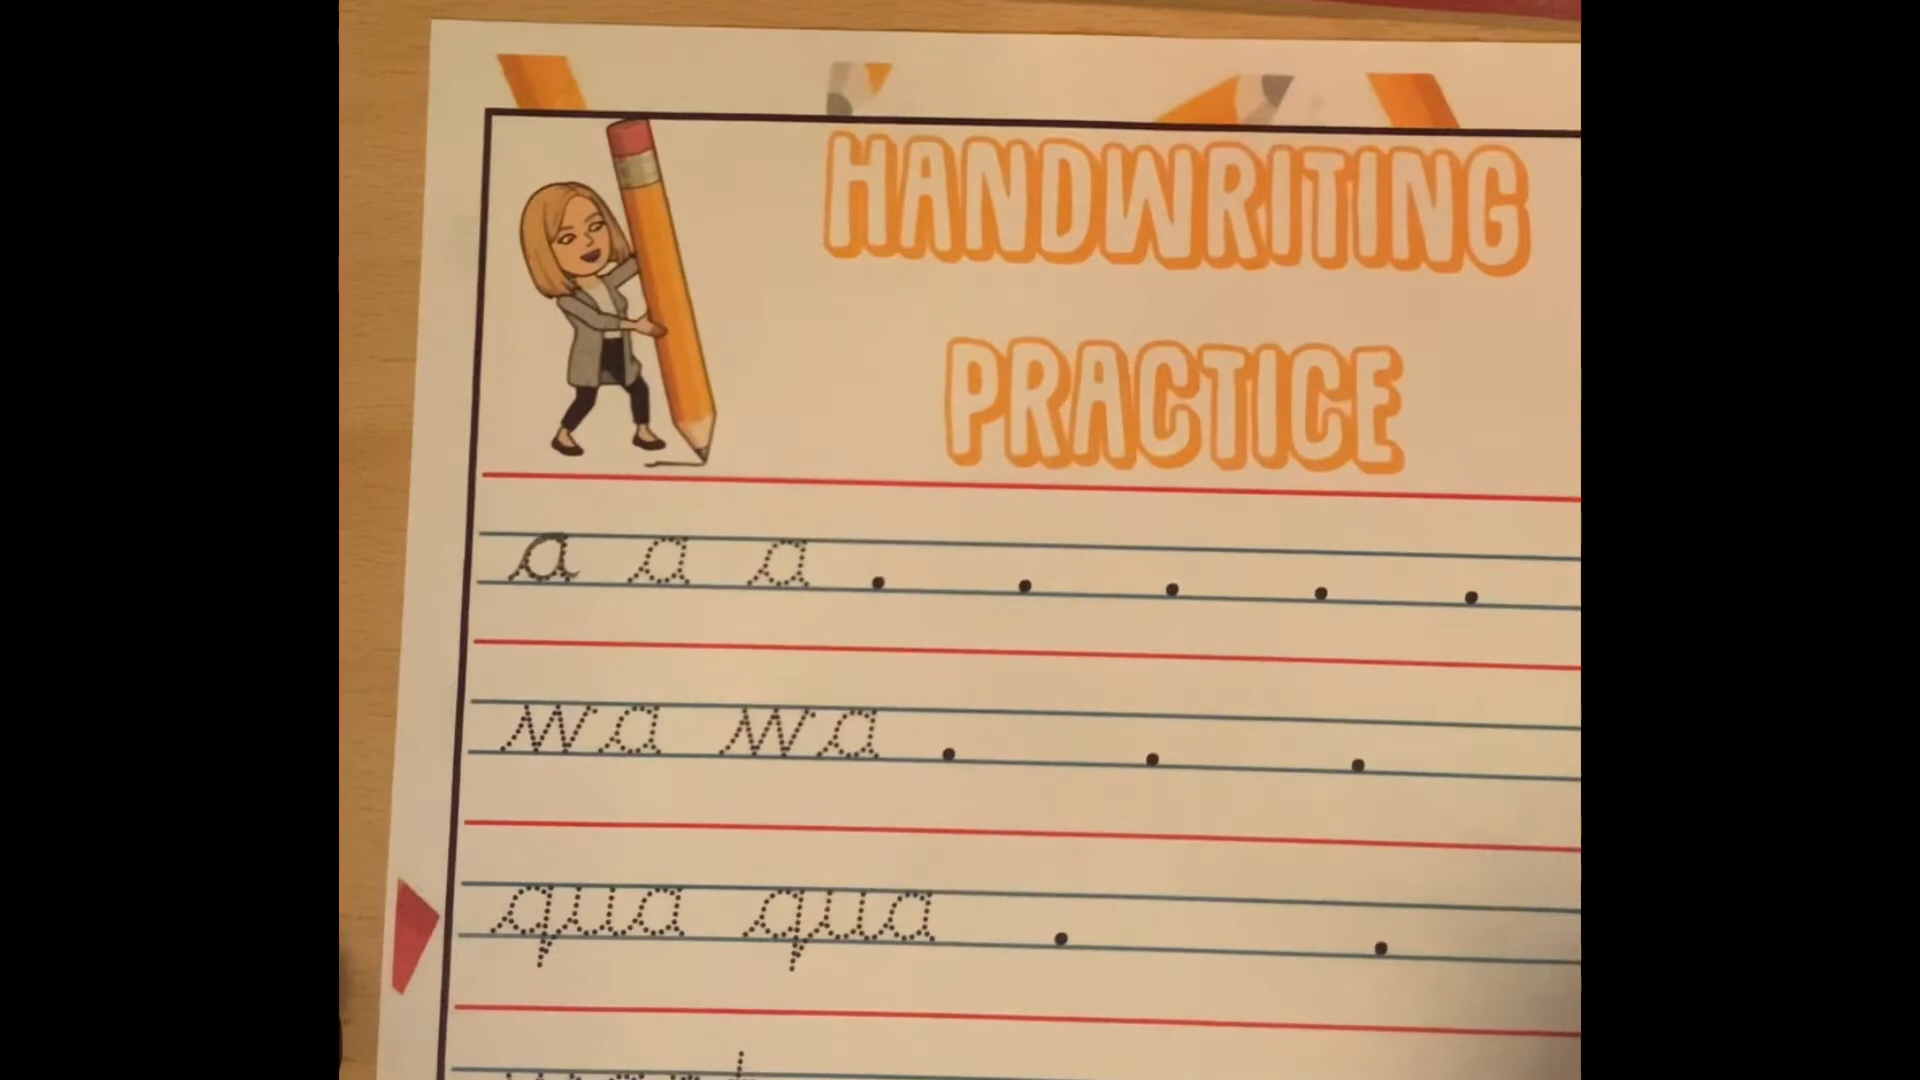 HANDWRITING
PRACTICE
a a a . . . . .
wa wa . . .
qua qua . .